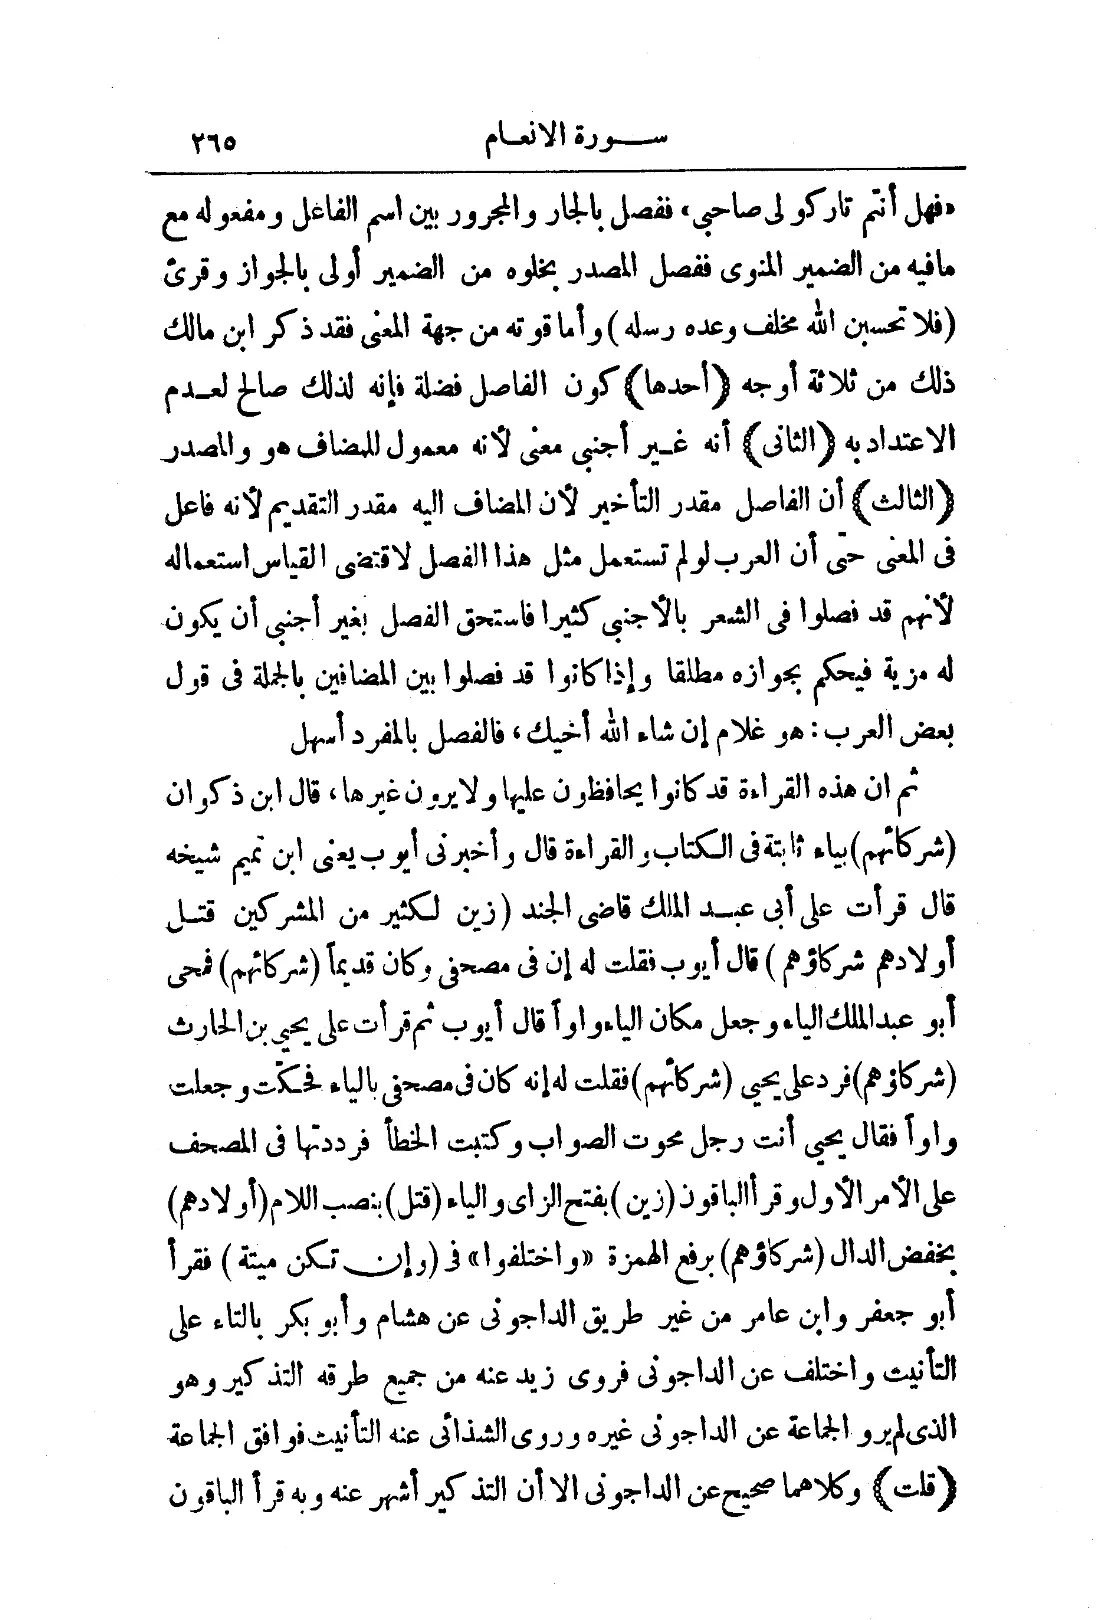 سورة الانعام ٢٦٥
«فهل أنتم تاركو لى صاحبي» ففصل بالجار والمجرور بين اسم الفاعل ومفعوله مع
مافيه من الضمير المنوى ففصل المصدر بخلوه من الضمير أولى بالجواز وقرئ
(فلا تحسبن الله مخلف وعده رسله) وأما قوته من جهة المعنى فقد ذكر ابن مالك
ذلك من ثلاثة أوجه (أحدها) كون الفاصل فضلة فإنه لذلك صالح لعدم
الاعتداد به (الثانى) أنه غير أجنبي معنى لأنه معمول للمضاف هو والمصدر
(الثالث) أن الفاصل مقدر التأخير لأن المضاف اليه مقدر التقديم لأنه فاعل
فى المعنى حتى أن العرب لو لم تستعمل مثل هذا الفصل لاقتضى القياس استعماله
لأنهم قد فصلوا فى الشعر بالأجنبي كثيرا فاستحق الفصل بغير أجنبي أن يكون
له مزية فيحكم بجوازه مطلقا وإذا كانوا قد فصلوا بين المضافين بالجملة فى قول
بعض العرب : هو غلام إن شاء الله أخيك ، فالفصل بالمفرد أسهل
ثم ان هذه القراءة قد كانوا يحافظون عليها ولا يرون غيرها ، قال ابن ذكوان
(شركائهم) بياء ثابتة فى الكتاب والقراءة قال وأخبرنى أيوب يعنى ابن تميم شيخه
قال قرأت على أبى عبد الملك قاضى الجند (زين لكثير من المشركين قتل
أولادهم شركاؤهم) قال أيوب فقلت له إن فى مصحفى وكان قديماً (شركائهم) فمحى
أبو عبد الملك الياء وجعل مكان الياء واواً قال أيوب ثم قرأت على يحيى بن الحارث
(شركاؤهم) فرد على يحيى (شركائهم) فقلت له إنه كان فى مصحفى بالياء فحكّت وجعلت
واواً فقال يحيى أنت رجل محوت الصواب وكتبت الخطأ فرددتها فى المصحف
على الأمر الأول وقرأ الباقون (زين) بفتح الزاى والياء (قتل) بنصب اللام (أولادهم)
بخفض الدال (شركاؤهم) برفع الهمزة «واختلفوا» فى (وإن تكن ميتة) فقرأ
أبو جعفر وابن عامر من غير طريق الداجونى عن هشام وأبو بكر بالتاء على
التأنيث واختلف عن الداجونى فروى زيد عنه من جميع طرقه التذكير وهو
الذى لم يرو الجماعة عن الداجونى غيره وروى الشذائى عنه التأنيث فوافق الجماعة
(قلت) وكلاهما صحيح عن الداجونى الا أن التذكير أشهر عنه وبه قرأ الباقون